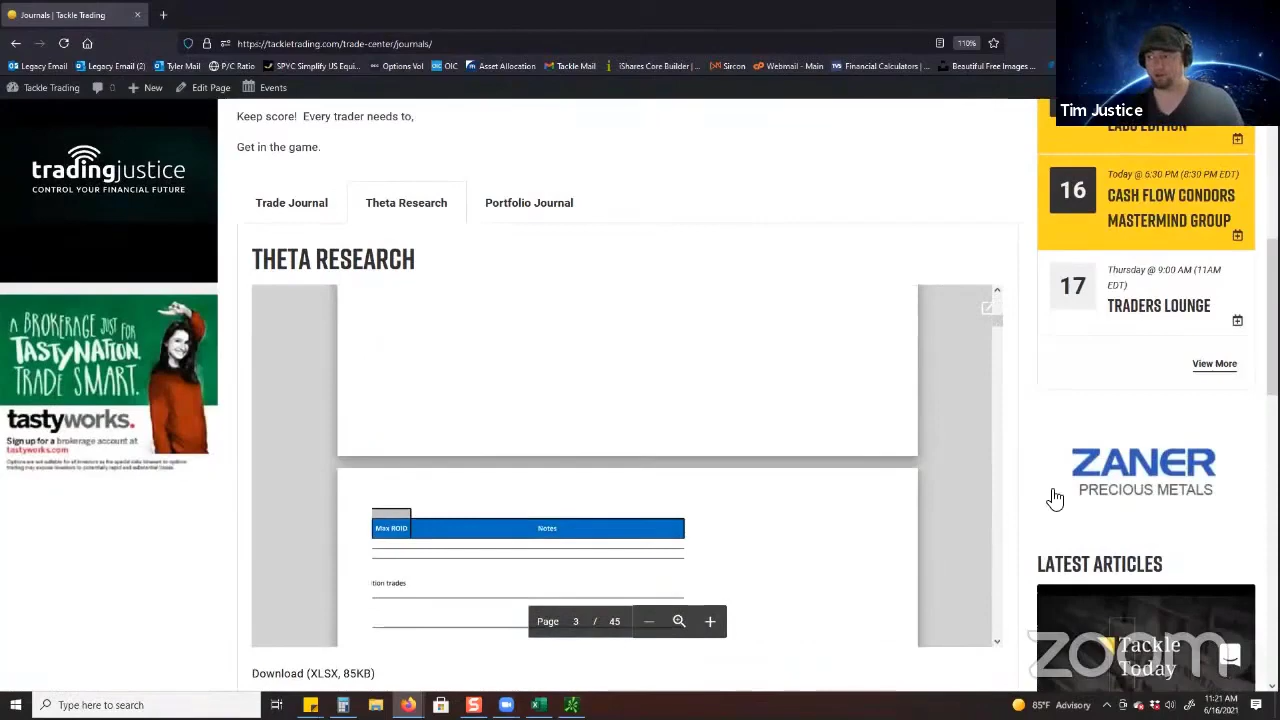 Journals | Tackle Trading
https://tackletrading.com/trade-center/journals/
110%
Legacy Email
Legacy Email (2)
Tyler Mail
P/C Ratio
SPYC Simplify US Equi...
Options Vol
OIC
Asset Allocation
Tackle Mail
iShares Core Builder |...
Sircon
Webmail - Main
Financial Calculators |...
Beautiful Free Images ...
Tackle Trading
0
New
Edit Page
Events
Tim Justice
Keep score! Every trader needs to,
Get in the game.
tradingjustice
CONTROL YOUR FINANCIAL FUTURE
Trade Journal
Theta Research
Portfolio Journal
THETA RESEARCH
Max ROID
Notes
tion trades
Page 3 / 45
Download (XLSX, 85KB)
A BROKERAGE JUST FOR
TASTYNATION.
TRADE SMART.
tastyworks.
Sign up for a brokerage account at
tastyworks.com
LABS EDITION
16
Today @ 5:30 PM (8:30 PM EDT)
CASH FLOW CONDORS
MASTERMIND GROUP
17
Thursday @ 9:00 AM (11AM
EDT)
TRADERS LOUNGE
View More
ZANER
PRECIOUS METALS
LATEST ARTICLES
Tackle
Today
zoom
Type here to search
85°F Advisory
11:21 AM
6/16/2021